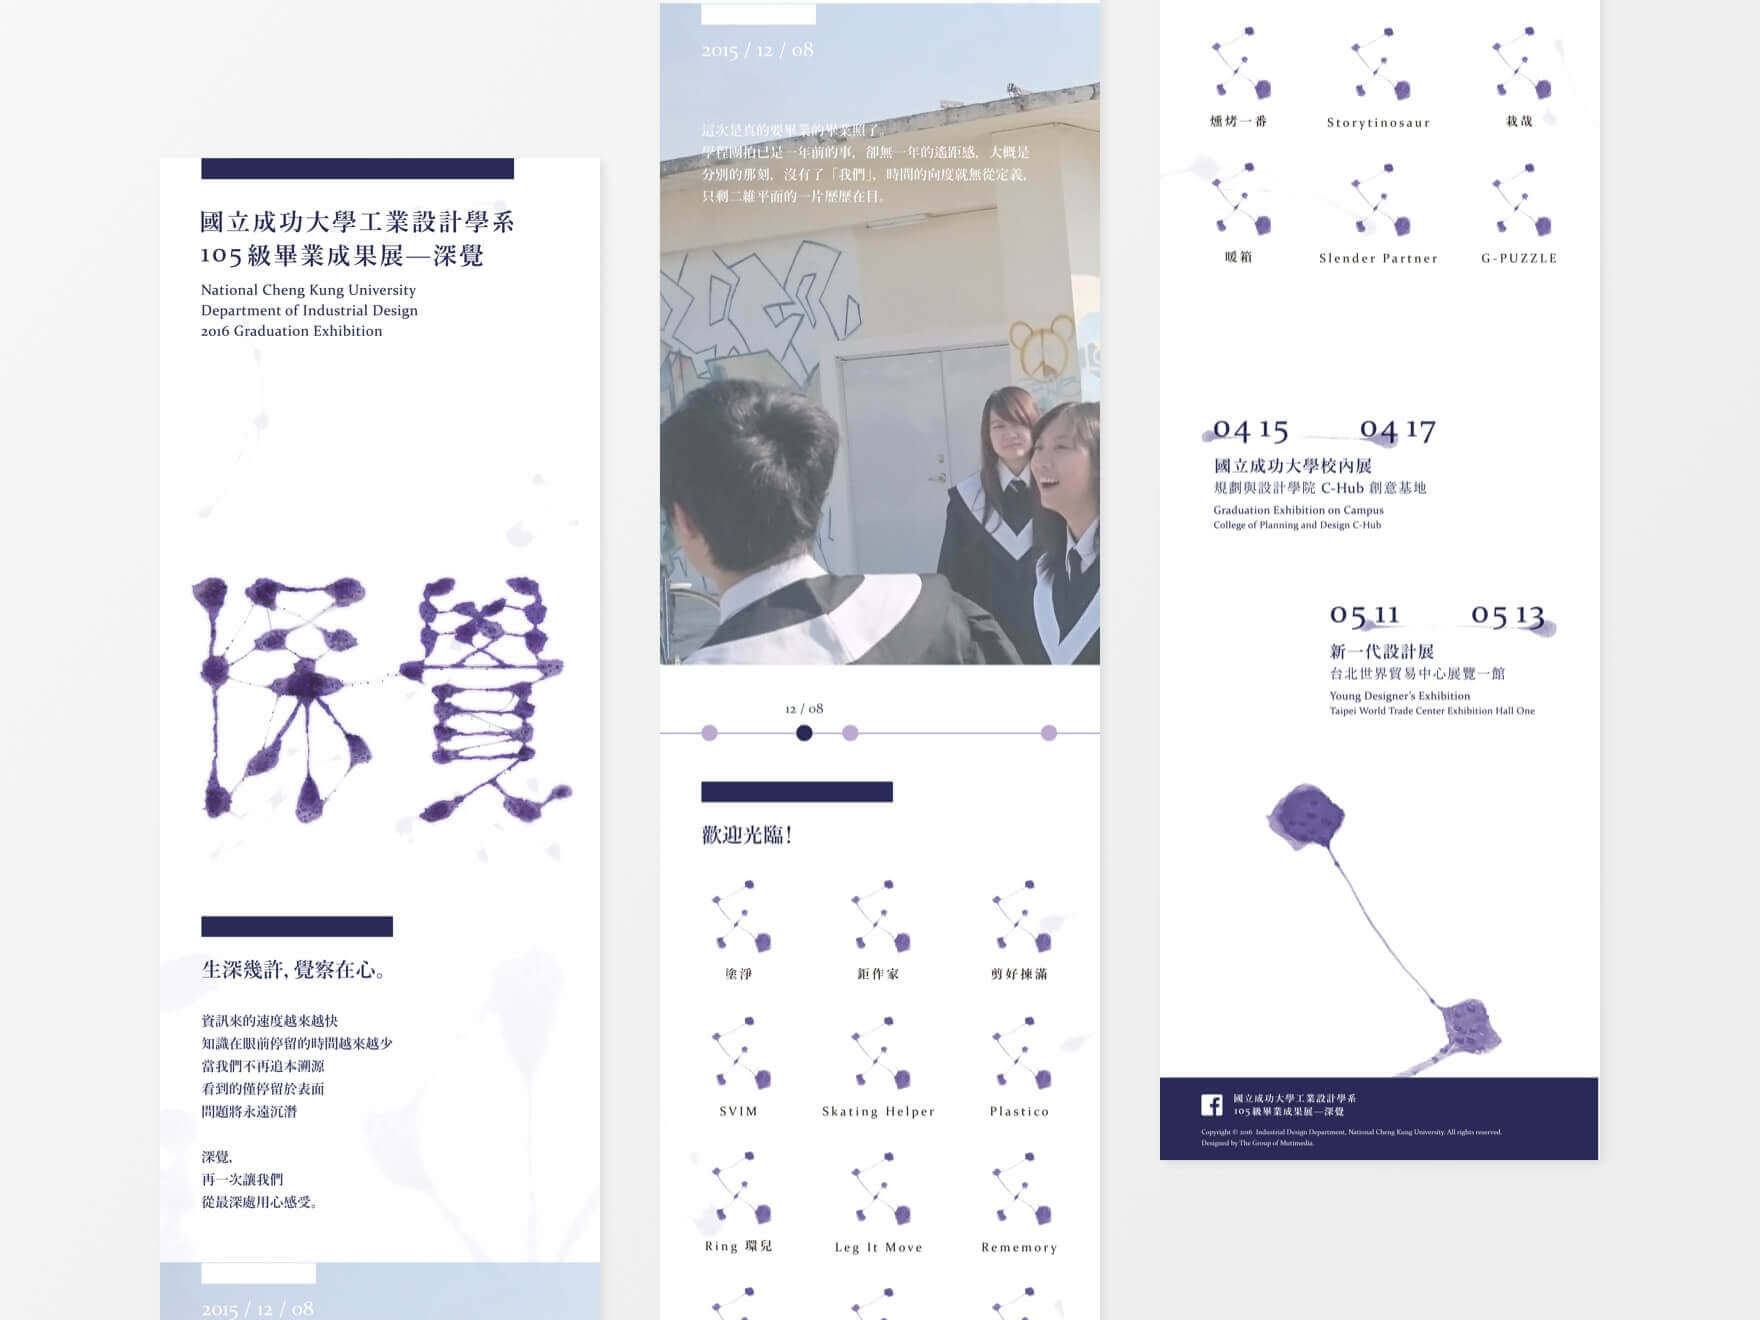 國立成功大學工業設計學系
105級畢業成果展—深覺
National Cheng Kung University
Department of Industrial Design
2016 Graduation Exhibition
深覺
生深幾許, 覺察在心。
資訊來的速度越來越快
知識在眼前停留的時間越來越少
當我們不再追本溯源
看到的僅停留於表面
問題將永遠沉潛
深覺,
再一次讓我們
從最深處用心感受。
2015 / 12 / 08
2015 / 12 / 08
這次是真的要畢業的畢業照了。
學程團拍已是一年前的事，卻無一年的遙距感，大概是
分別的那刻，沒有了「我們」，時間的向度就無從定義，
只剩二維平面的一片歷歷在目。
12 / 08
歡迎光臨!
塗淨
鉅作家
剪好揀滿
SVIM
Skating Helper
Plastico
Ring 環兒
Leg It Move
Rememory
燻烤一番
Storytinosaur
栽哉
暖箱
Slender Partner
G-PUZZLE
04 15
04 17
國立成功大學校內展
規劃與設計學院 C-Hub 創意基地
Graduation Exhibition on Campus
College of Planning and Design C-Hub
05 11
05 13
新一代設計展
台北世界貿易中心展覽一館
Young Designer's Exhibition
Taipei World Trade Center Exhibition Hall One
國立成功大學工業設計學系
105級畢業成果展—深覺
Copyright © 2016 Industrial Design Department, National Cheng Kung University. All rights reserved.
Designed by The Group of Mutimedia.